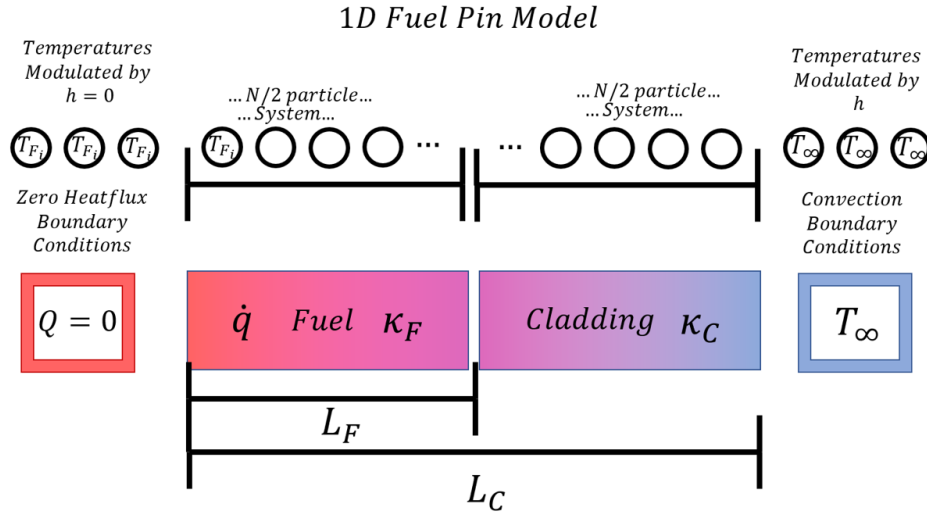 1D Fuel Pin Model
Temperatures
Modulated by
h = 0
... N/2 particle...
... System...
... N/2 particle...
... System...
Temperatures
Modulated by
h
T_{F_i} T_{F_i} T_{F_i} T_{F_i} ... ... T_∞ T_∞ T_∞
Zero Heatflux
Boundary
Conditions
Convection
Boundary
Conditions
Q = 0
q̇ Fuel κ_F
Cladding κ_C
T_∞
L_F
L_C